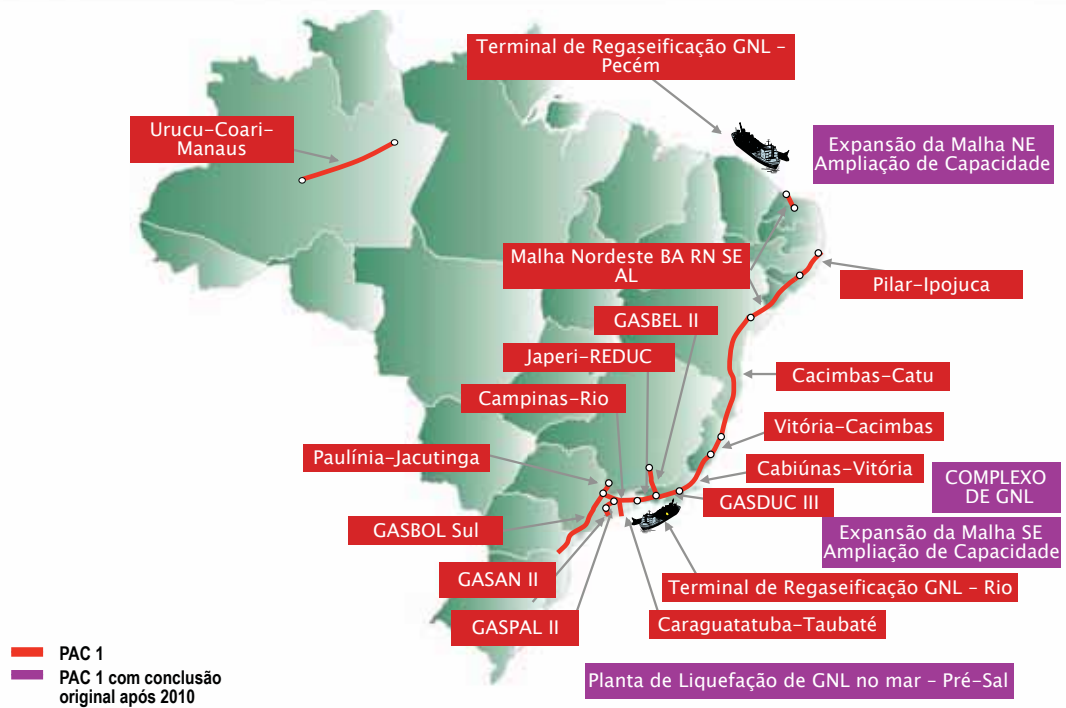 Terminal de Regaseificação GNL –
Pecém
Urucu–Coari–
Manaus
Expansão da Malha NE
Ampliação de Capacidade
Malha Nordeste BA RN SE
AL
Pilar–Ipojuca
GASBEL II
Japeri–REDUC
Cacimbas–Catu
Campinas–Rio
Vitória–Cacimbas
Paulínia–Jacutinga
Cabiúnas–Vitória
COMPLEXO
DE GNL
GASDUC III
GASBOL Sul
Expansão da Malha SE
Ampliação de Capacidade
GASAN II
Terminal de Regaseificação GNL – Rio
GASPAL II
Caraguatatuba–Taubaté
PAC 1
PAC 1 com conclusão
original após 2010
Planta de Liquefação de GNL no mar – Pré–Sal